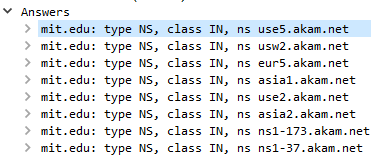 Answers
mit.edu: type NS, class IN, ns use5.akam.net
mit.edu: type NS, class IN, ns usw2.akam.net
mit.edu: type NS, class IN, ns eur5.akam.net
mit.edu: type NS, class IN, ns asia1.akam.net
mit.edu: type NS, class IN, ns use2.akam.net
mit.edu: type NS, class IN, ns asia2.akam.net
mit.edu: type NS, class IN, ns ns1-173.akam.net
mit.edu: type NS, class IN, ns ns1-37.akam.net